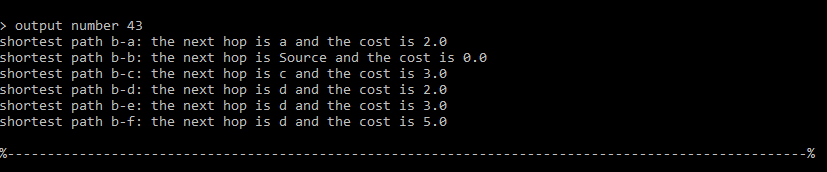 > output number 43
shortest path b-a: the next hop is a and the cost is 2.0
shortest path b-b: the next hop is Source and the cost is 0.0
shortest path b-c: the next hop is c and the cost is 3.0
shortest path b-d: the next hop is d and the cost is 2.0
shortest path b-e: the next hop is d and the cost is 3.0
shortest path b-f: the next hop is d and the cost is 5.0
%----------------------------------------------------------------------------------------------------%